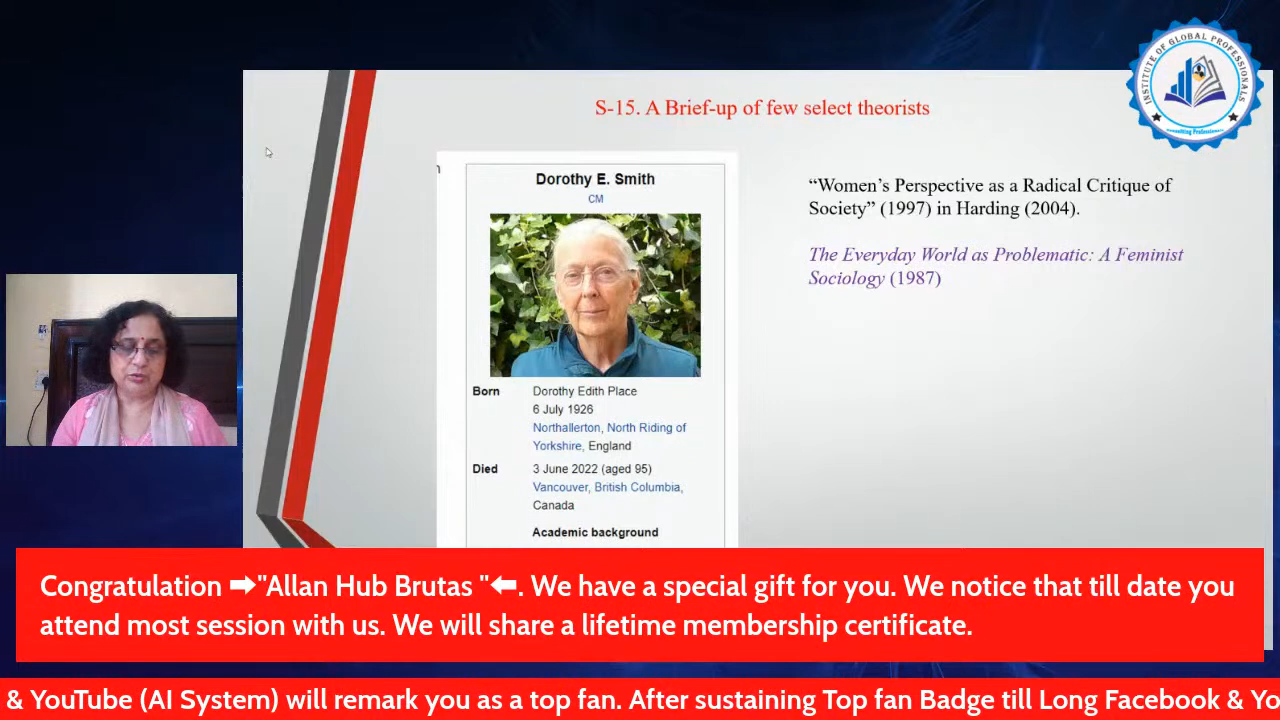 INSTITUTE OF GLOBAL PROFESSIONALS
S-15. A Brief-up of few select theorists
Dorothy E. Smith
CM
Born Dorothy Edith Place
6 July 1926
Northallerton, North Riding of
Yorkshire, England
Died 3 June 2022 (aged 95)
Vancouver, British Columbia,
Canada
Academic background
“Women’s Perspective as a Radical Critique of
Society” (1997) in Harding (2004).
The Everyday World as Problematic: A Feminist
Sociology (1987)
Congratulation ➡"Allan Hub Brutas "⬅. We have a special gift for you. We notice that till date you
attend most session with us. We will share a lifetime membership certificate.
& YouTube (AI System) will remark you as a top fan. After sustaining Top fan Badge till Long Facebook & Yo